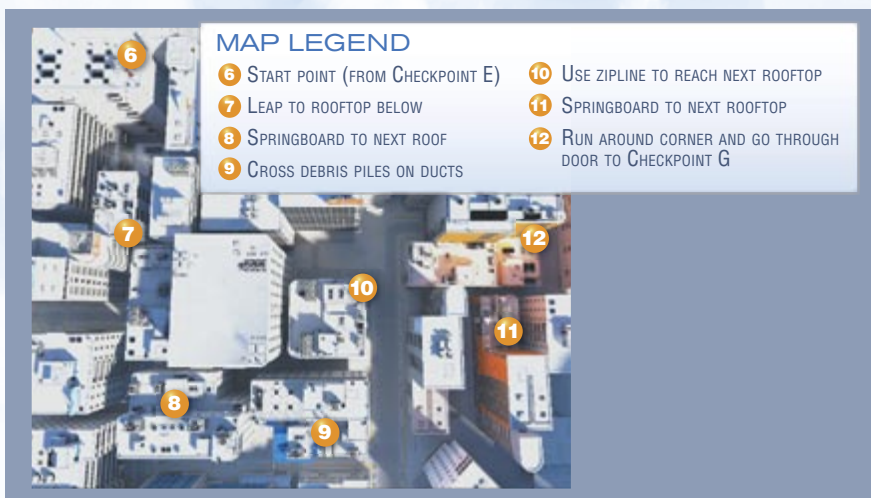 MAP LEGEND
6 START POINT (FROM CHECKPOINT E)
7 LEAP TO ROOFTOP BELOW
8 SPRINGBOARD TO NEXT ROOF
9 CROSS DEBRIS PILES ON DUCTS
10 USE ZIPLINE TO REACH NEXT ROOFTOP
11 SPRINGBOARD TO NEXT ROOFTOP
12 RUN AROUND CORNER AND GO THROUGH
DOOR TO CHECKPOINT G
6
7
12
10
11
8
9